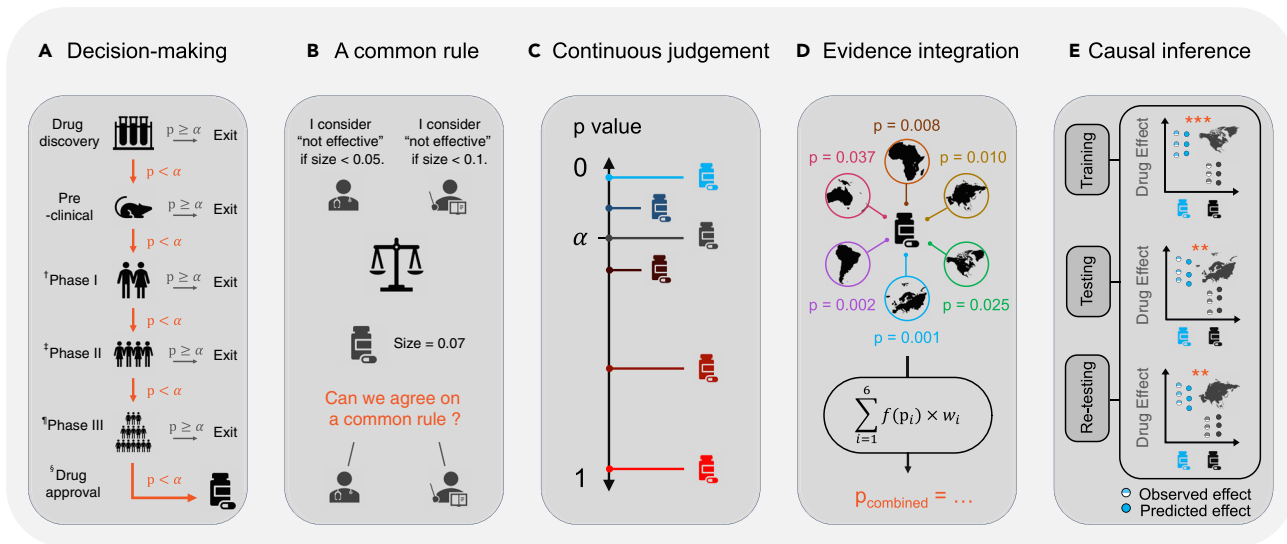 A Decision-making
B A common rule
C Continuous judgement
D Evidence integration
E Causal inference
Drug
discovery
p ≥ α
Exit
p < α
Pre
-clinical
p ≥ α
Exit
p < α
†Phase I
p ≥ α
Exit
p < α
‡Phase II
p ≥ α
Exit
p < α
¶Phase III
p ≥ α
Exit
§Drug
approval
p < α
I consider
“not effective”
if size < 0.05.
I consider
“not effective”
if size < 0.1.
Size = 0.07
Can we agree on
a common rule ?
p value
0
α
1
p = 0.008
p = 0.037
p = 0.010
p = 0.002
p = 0.025
p = 0.001
6
∑ f(pᵢ) × wᵢ
i=1
p_combined = …
Training
Drug Effect
***
Testing
Drug Effect
**
Re-testing
Drug Effect
**
Observed effect
Predicted effect